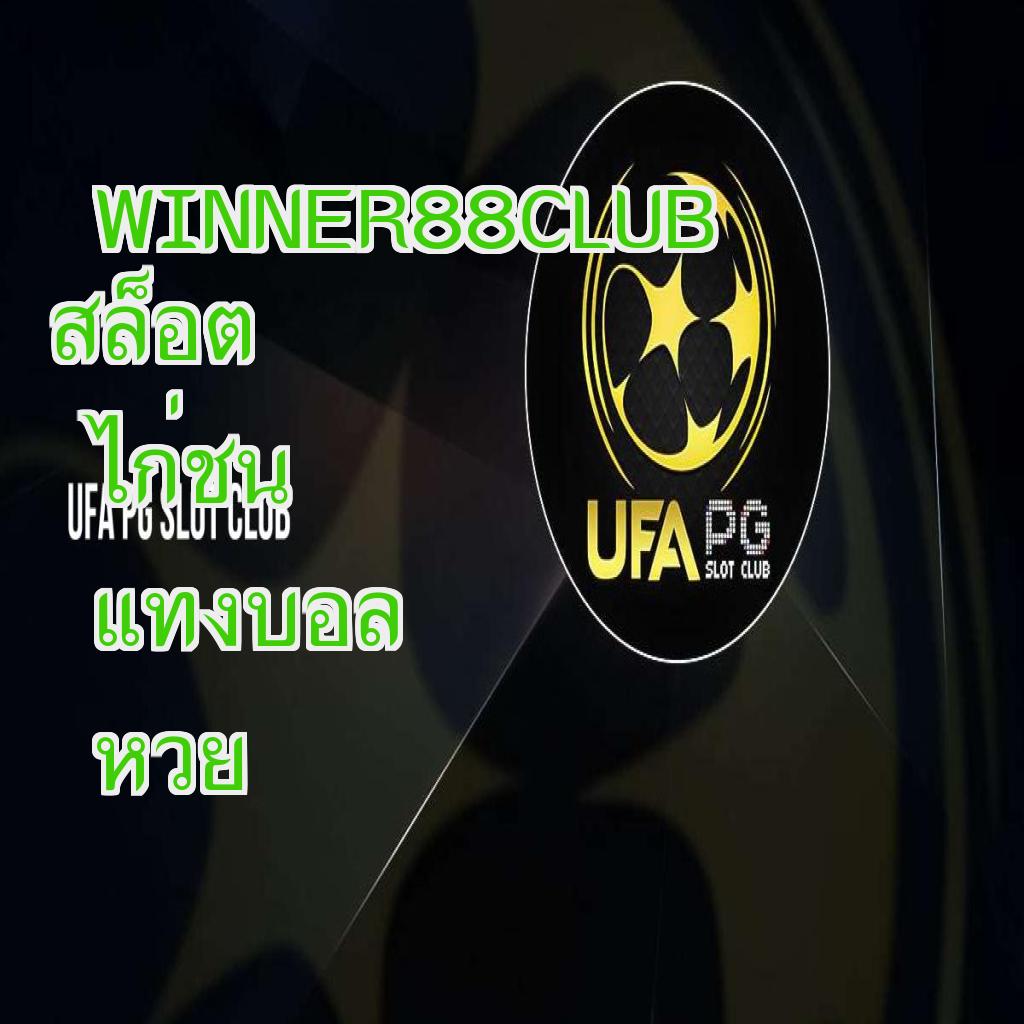 WINNER88CLUB
สล็อต
ไก่ชน
UFA PG SLOT CLUB
แทงบอล
หวย
UFA PG
SLOT CLUB